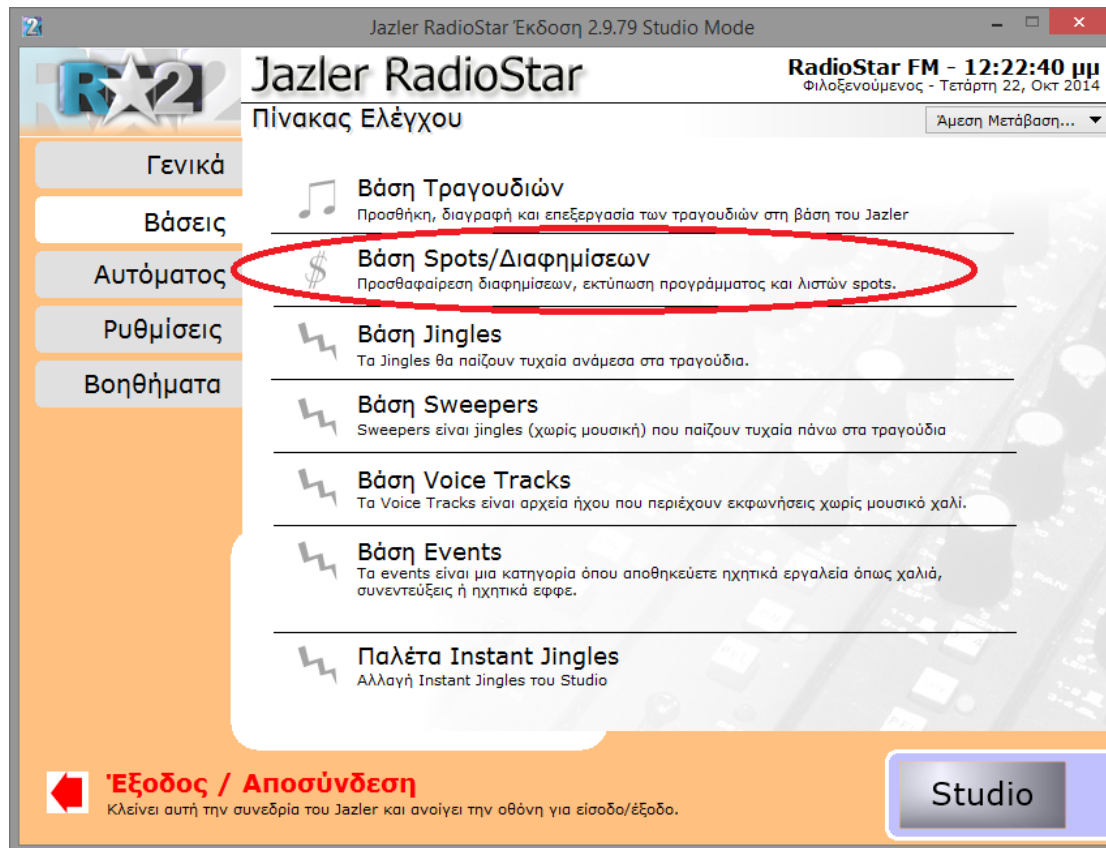 Jazler RadioStar Έκδοση 2.9.79 Studio Mode
R☆2
Jazler RadioStar
RadioStar FM - 12:22:40 μμ
Φιλοξενούμενος - Τετάρτη 22, Οκτ 2014
Πίνακας Ελέγχου
Άμεση Μετάβαση...
Γενικά
Βάσεις
Αυτόματος
Ρυθμίσεις
Βοηθήματα
Βάση Τραγουδιών
Προσθήκη, διαγραφή και επεξεργασία των τραγουδιών στη βάση του Jazler
Βάση Spots/Διαφημίσεων
Προσθαφαίρεση διαφημίσεων, εκτύπωση προγράμματος και λιστών spots.
Βάση Jingles
Τα Jingles θα παίζουν τυχαία ανάμεσα στα τραγούδια.
Βάση Sweepers
Sweepers είναι jingles (χωρίς μουσική) που παίζουν τυχαία πάνω στα τραγούδια
Βάση Voice Tracks
Τα Voice Tracks είναι αρχεία ήχου που περιέχουν εκφωνήσεις χωρίς μουσικό χαλί.
Βάση Events
Τα events είναι μια κατηγορία όπου αποθηκεύετε ηχητικά εργαλεία όπως χαλιά,
συνεντεύξεις ή ηχητικά εφφε.
Παλέτα Instant Jingles
Αλλαγή Instant Jingles του Studio
Έξοδος / Αποσύνδεση
Κλείνει αυτή την συνεδρία του Jazler και ανοίγει την οθόνη για είσοδο/έξοδο.
Studio